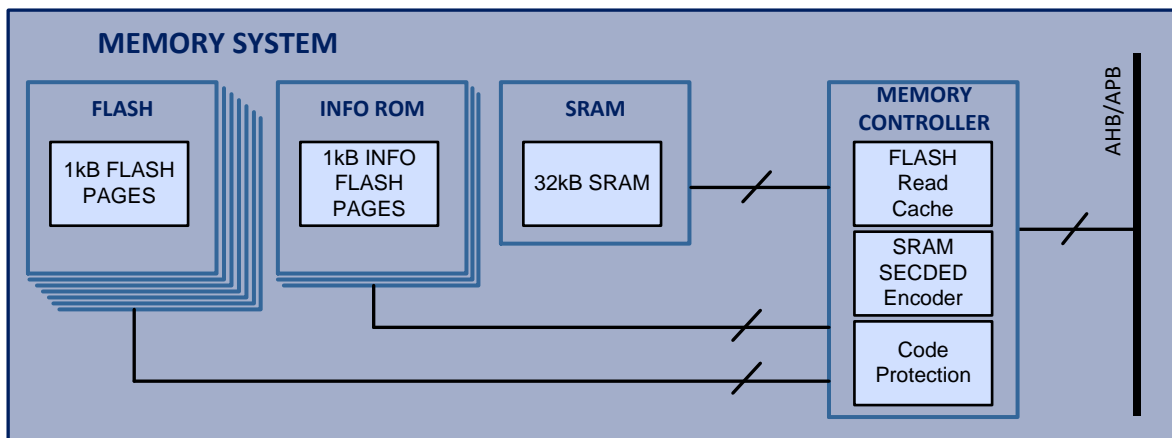 MEMORY SYSTEM
FLASH
1kB FLASH
PAGES
INFO ROM
1kB INFO
FLASH
PAGES
SRAM
32kB SRAM
MEMORY
CONTROLLER
FLASH
Read
Cache
SRAM
SECDED
Encoder
Code
Protection
AHB/APB